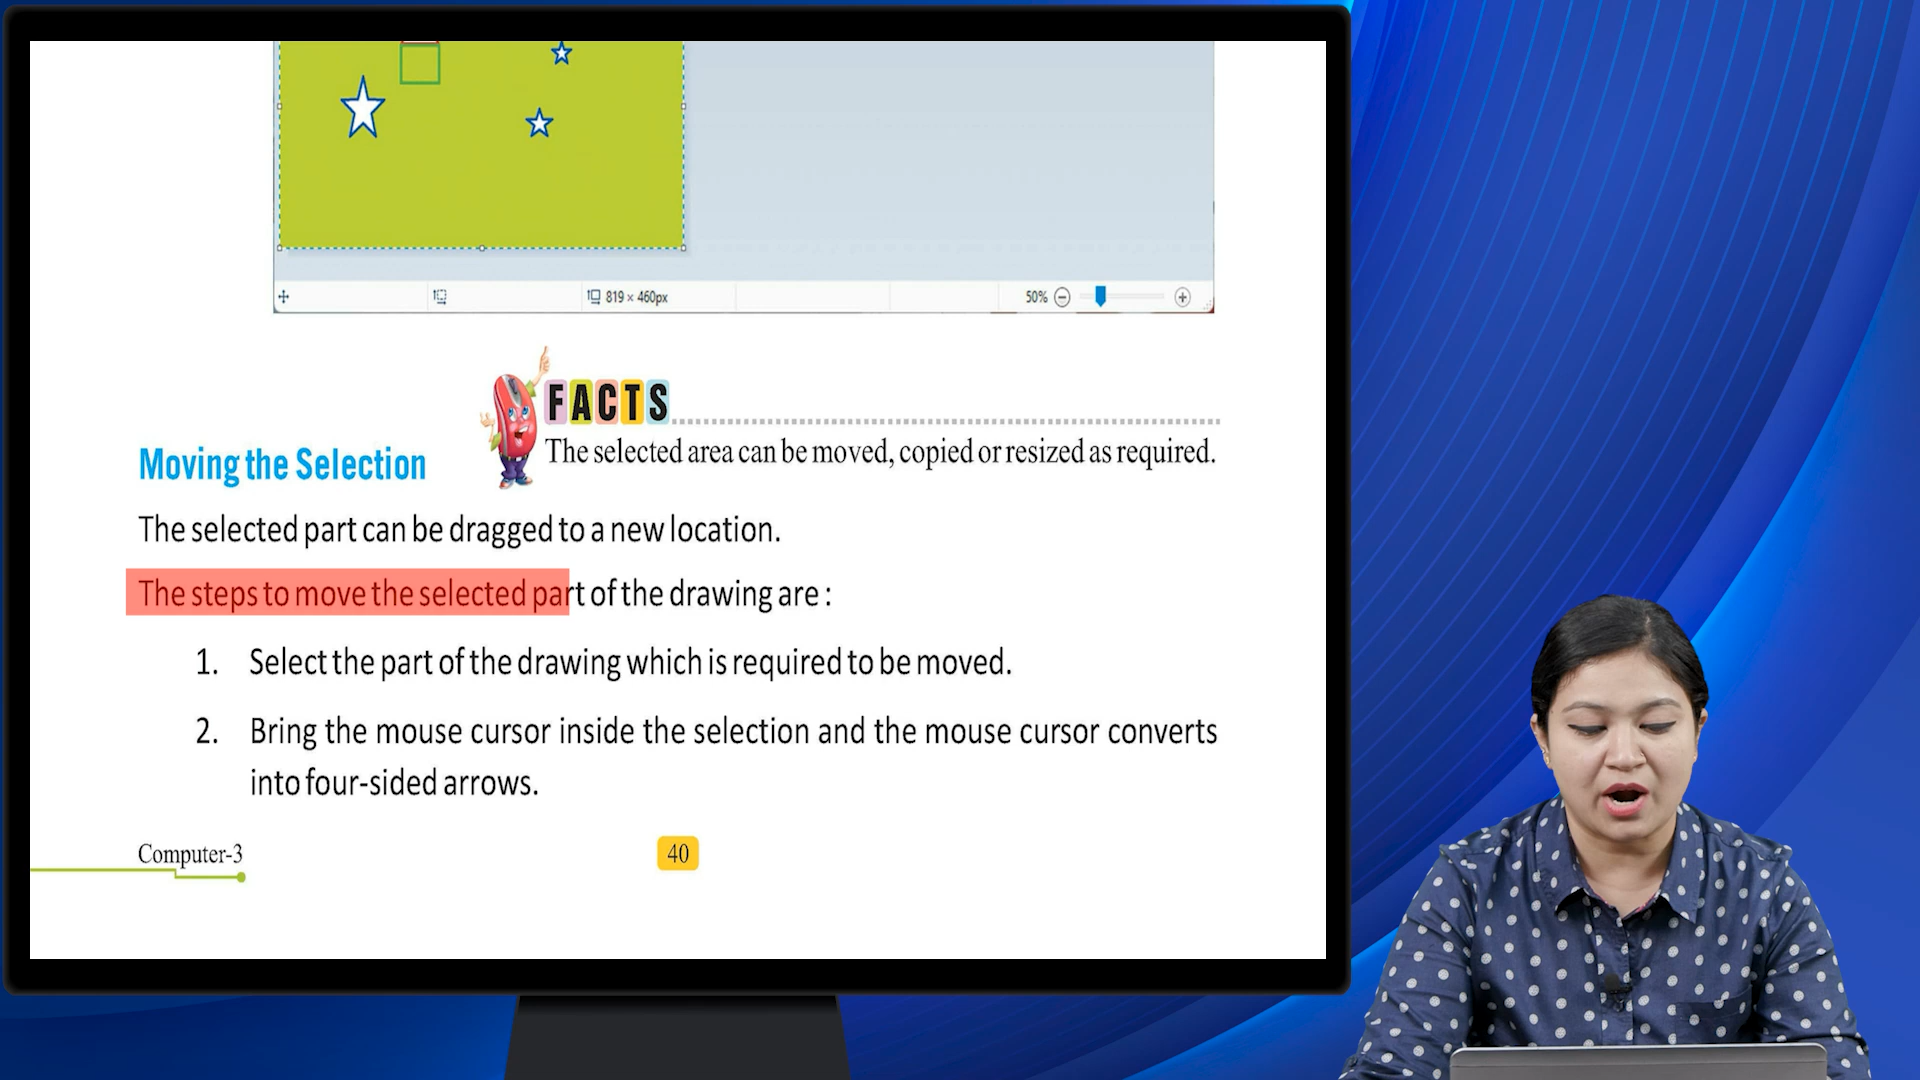 819 × 460px
50%
FACTS
The selected area can be moved, copied or resized as required.
Moving the Selection
The selected part can be dragged to a new location.
The steps to move the selected part of the drawing are :
1. Select the part of the drawing which is required to be moved.
2. Bring the mouse cursor inside the selection and the mouse cursor converts
into four-sided arrows.
Computer-3
40